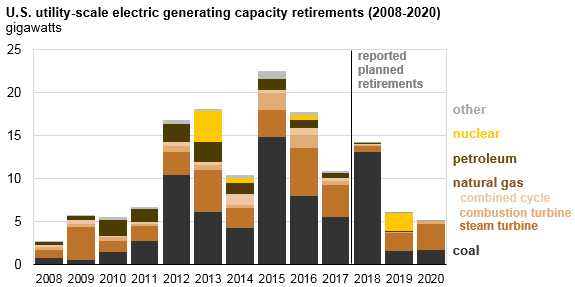 U.S. utility-scale electric generating capacity retirements (2008-2020)
gigawatts
25
20
15
10
5
0
reported
planned
retirements
other
nuclear
petroleum
natural gas
combined cycle
combustion turbine
steam turbine
coal
2008 2009 2010 2011 2012 2013 2014 2015 2016 2017 2018 2019 2020